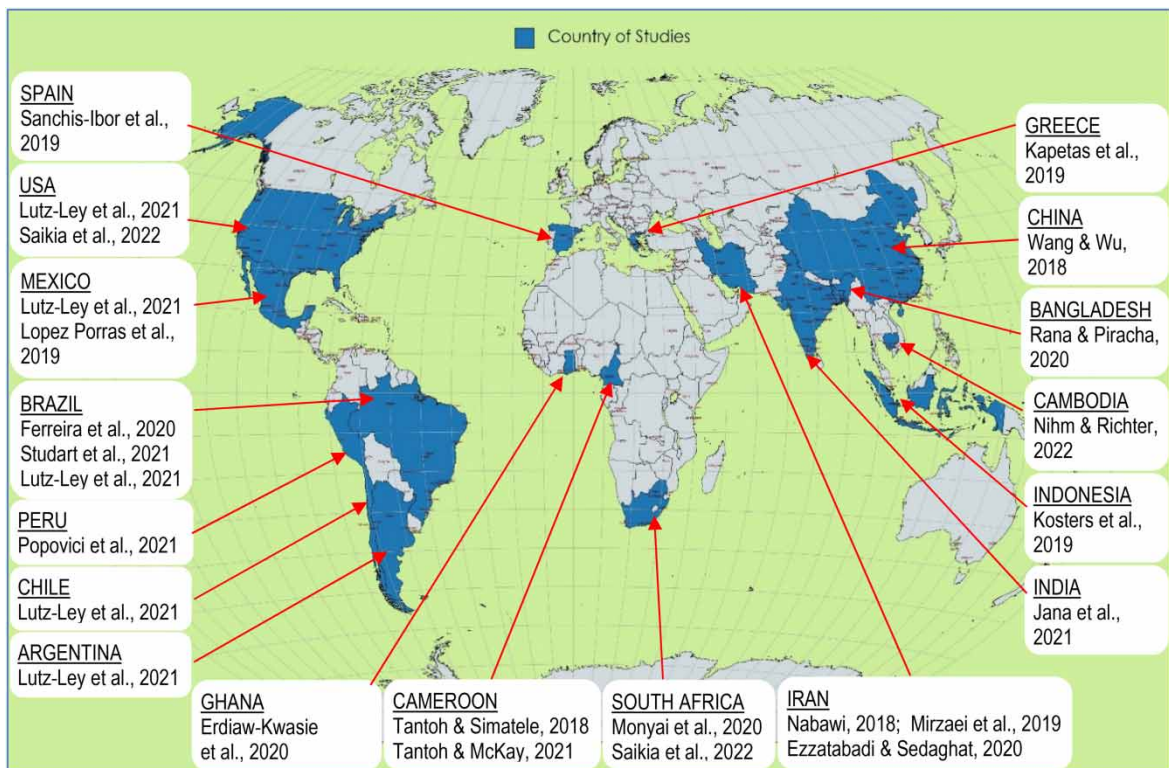 Country of Studies
SPAIN
Sanchis-Ibor et al.,
2019
USA
Lutz-Ley et al., 2021
Saikia et al., 2022
MEXICO
Lutz-Ley et al., 2021
Lopez Porras et al.,
2019
BRAZIL
Ferreira et al., 2020
Studart et al., 2021
Lutz-Ley et al., 2021
PERU
Popovici et al., 2021
CHILE
Lutz-Ley et al., 2021
ARGENTINA
Lutz-Ley et al., 2021
GHANA
Erdiaw-Kwasie
et al., 2020
CAMEROON
Tantoh & Simatele, 2018
Tantoh & McKay, 2021
SOUTH AFRICA
Monyai et al., 2020
Saikia et al., 2022
IRAN
Nabawi, 2018; Mirzaei et al., 2019
Ezzatabadi & Sedaghat, 2020
GREECE
Kapetas et al.,
2019
CHINA
Wang & Wu,
2018
BANGLADESH
Rana & Piracha,
2020
CAMBODIA
Nihm & Richter,
2022
INDONESIA
Kosters et al.,
2019
INDIA
Jana et al.,
2021